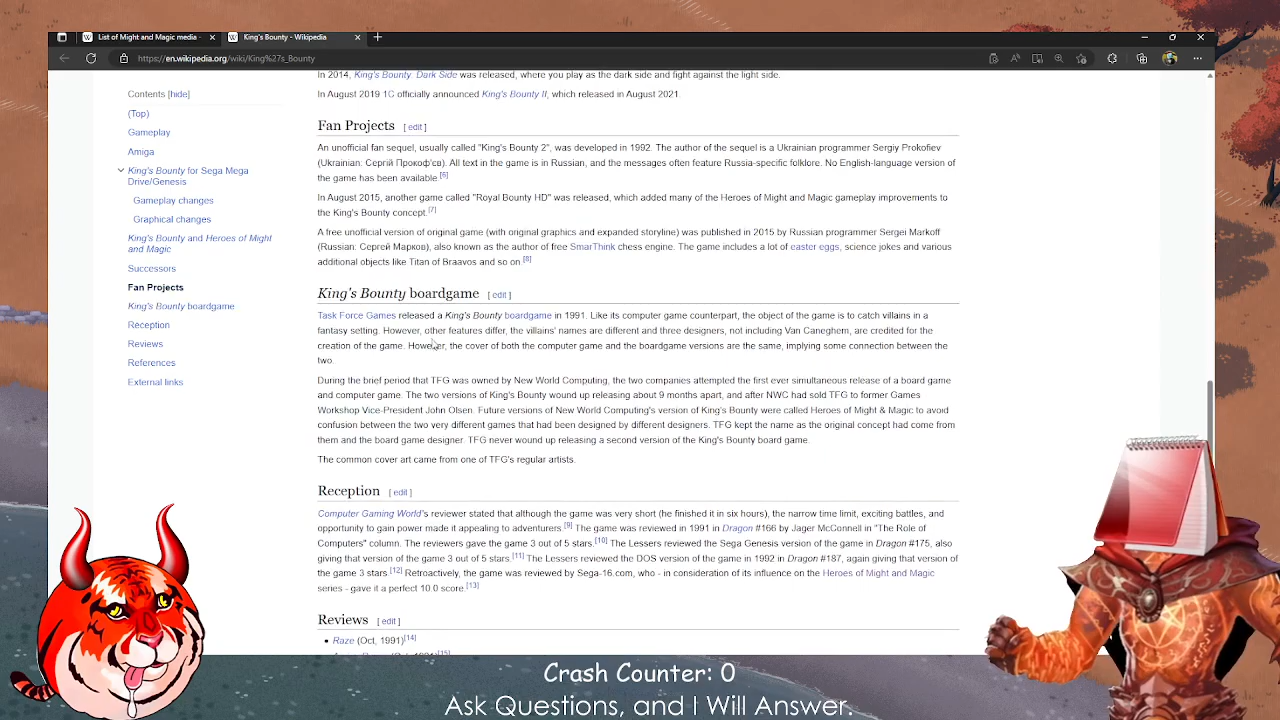 List of Might and Magic media -
King's Bounty - Wikipedia
https://en.wikipedia.org/wiki/King%27s_Bounty
In 2014, King's Bounty: Dark Side was released, where you play as the dark side and fight against the light side.
In August 2019 1C officially announced King's Bounty II, which released in August 2021.
Contents [hide]
(Top)
Gameplay
Amiga
King's Bounty for Sega Mega
Drive/Genesis
Gameplay changes
Graphical changes
King's Bounty and Heroes of Might
and Magic
Successors
Fan Projects
King's Bounty boardgame
Reception
Reviews
References
External links
Fan Projects [ edit ]
An unofficial fan sequel, usually called "King's Bounty 2", was developed in 1992. The author of the sequel is a Ukrainian programmer Sergiy Prokofiev
(Ukrainian: Сергій Прокоф'єв). All text in the game is in Russian, and the messages often feature Russia-specific folklore. No English-language version of
the game has been available.[6]
In August 2015, another game called "Royal Bounty HD" was released, which added many of the Heroes of Might and Magic gameplay improvements to
the King's Bounty concept.[7]
A free unofficial version of original game (with original graphics and expanded storyline) was published in 2015 by Russian programmer Sergei Markoff
(Russian: Сергей Марков), also known as the author of free SmarThink chess engine. The game includes a lot of easter eggs, science jokes and various
additional objects like Titan of Braavos and so on.[8]
King's Bounty boardgame [ edit ]
Task Force Games released a King's Bounty boardgame in 1991. Like its computer game counterpart, the object of the game is to catch villains in a
fantasy setting. However, other features differ, the villains' names are different and three designers, not including Van Caneghem, are credited for the
creation of the game. However, the cover of both the computer game and the boardgame versions are the same, implying some connection between the
two.
During the brief period that TFG was owned by New World Computing, the two companies attempted the first ever simultaneous release of a board game
and computer game. The two versions of King's Bounty wound up releasing about 9 months apart, and after NWC had sold TFG to former Games
Workshop Vice-President John Olsen. Future versions of New World Computing's version of King's Bounty were called Heroes of Might & Magic to avoid
confusion between the two very different games that had been designed by different designers. TFG kept the name as the original concept had come from
them and the board game designer. TFG never wound up releasing a second version of the King's Bounty board game.
The common cover art came from one of TFG's regular artists.
Reception [ edit ]
Computer Gaming World's reviewer stated that although the game was very short (he finished it in six hours), the narrow time limit, exciting battles, and
opportunity to gain power made it appealing to adventurers.[9] The game was reviewed in 1991 in Dragon #166 by Jager McConnell in "The Role of
Computers" column. The reviewers gave the game 3 out of 5 stars.[10] The Lessers reviewed the Sega Genesis version of the game in Dragon #175, also
giving that version of the game 3 out of 5 stars.[11] The Lessers reviewed the DOS version of the game in 1992 in Dragon #187, again giving that version of
the game 3 stars.[12] Retroactively, the game was reviewed by Sega-16.com, who - in consideration of its influence on the Heroes of Might and Magic
series - gave it a perfect 10.0 score.[13]
Reviews [ edit ]
Raze (Oct, 1991)[14]
Crash Counter: 0
Ask Questions, and I Will Answer.